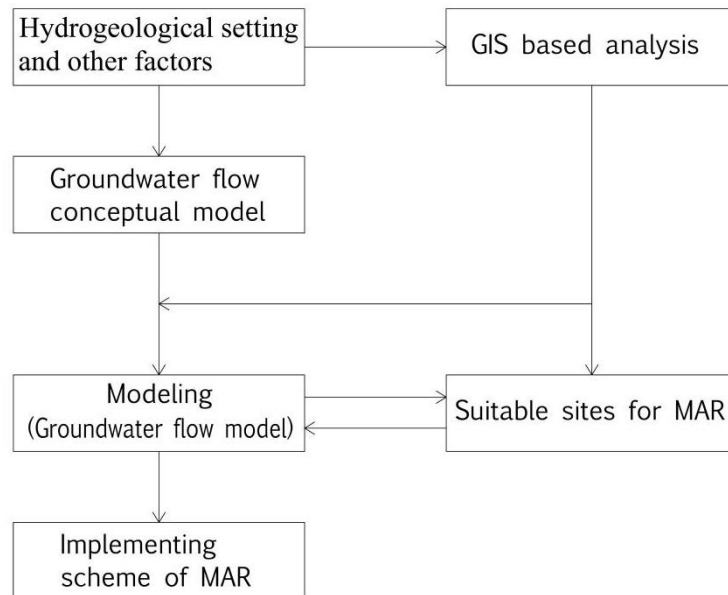 Hydrogeological setting
and other factors
GIS based analysis
Groundwater flow
conceptual model
Modeling
(Groundwater flow model)
Suitable sites for MAR
Implementing
scheme of MAR